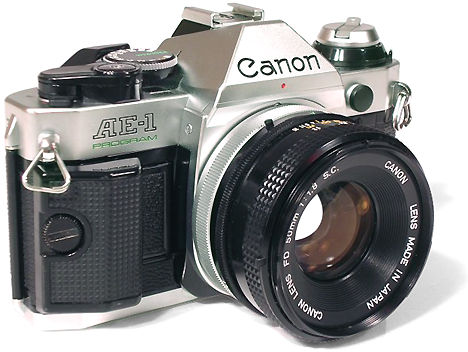 Canon
AE-1
PROGRAM
CANON LENS FD 50mm 1:1.8 S.C.
CANON LENS MADE IN JAPAN